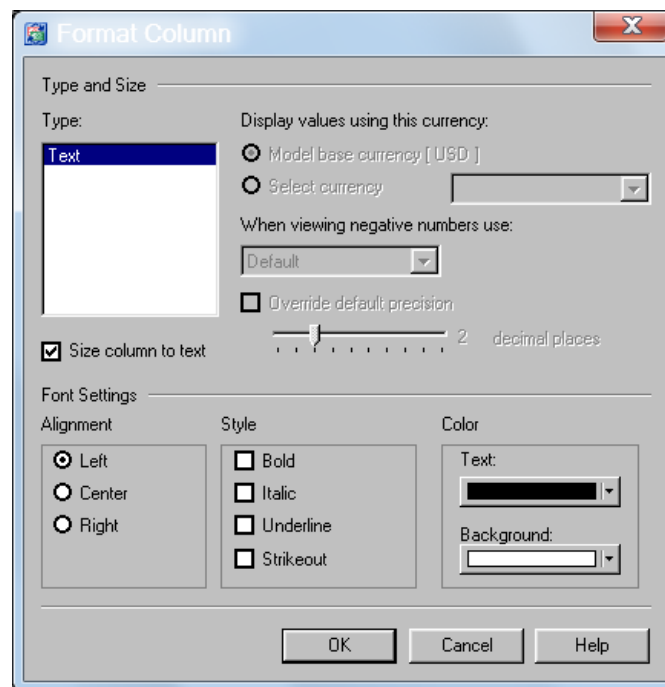 Format Column
Type and Size
Type:
Text
Size column to text
Display values using this currency:
Model base currency [ USD ]
Select currency
When viewing negative numbers use:
Default
Override default precision
2 decimal places
Font Settings
Alignment
Left
Center
Right
Style
Bold
Italic
Underline
Strikeout
Color
Text:
Background:
OK
Cancel
Help